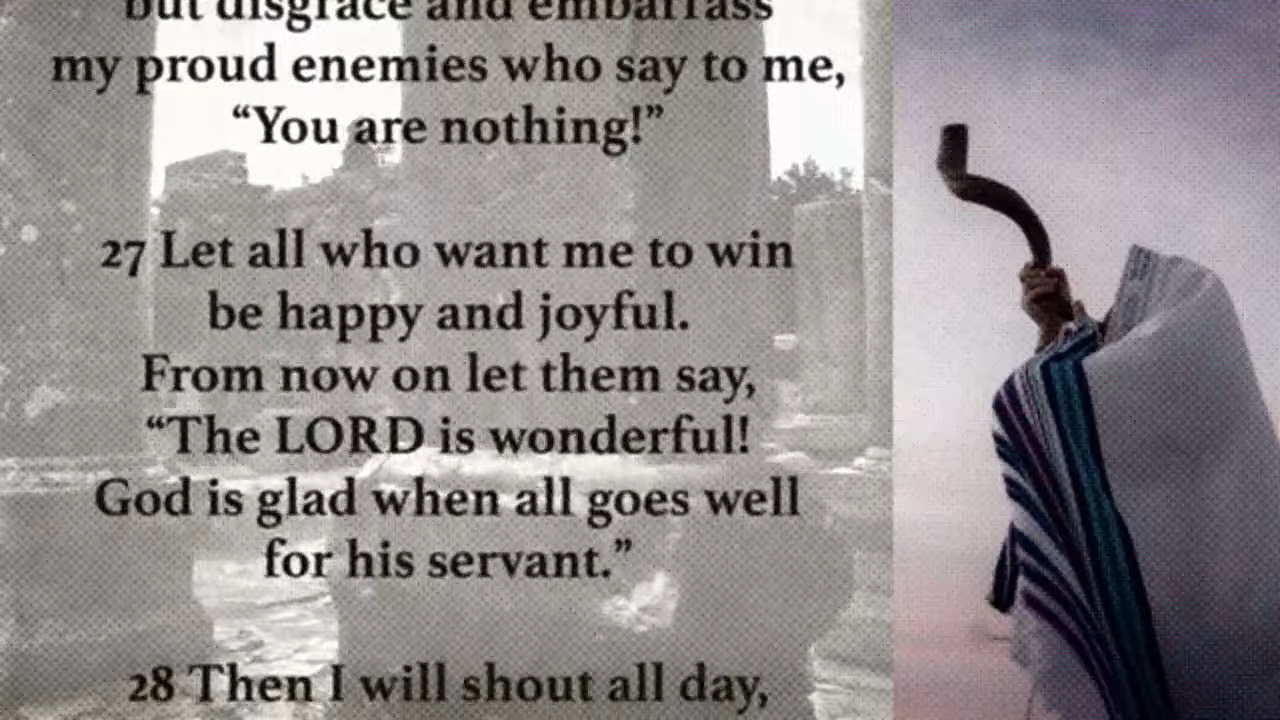 but disgrace and embarrass
my proud enemies who say to me,
“You are nothing!”
27 Let all who want me to win
be happy and joyful.
From now on let them say,
“The LORD is wonderful!
God is glad when all goes well
for his servant.”
28 Then I will shout all day,